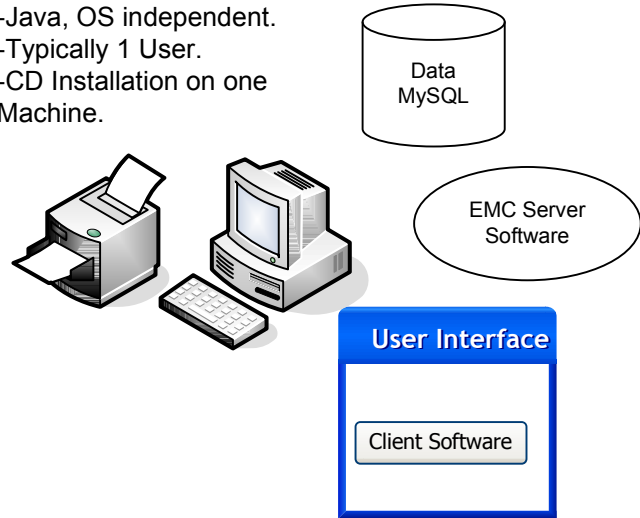 -Java, OS independent.
-Typically 1 User.
-CD Installation on one
Machine.
Data
MySQL
EMC Server
Software
User Interface
Client Software